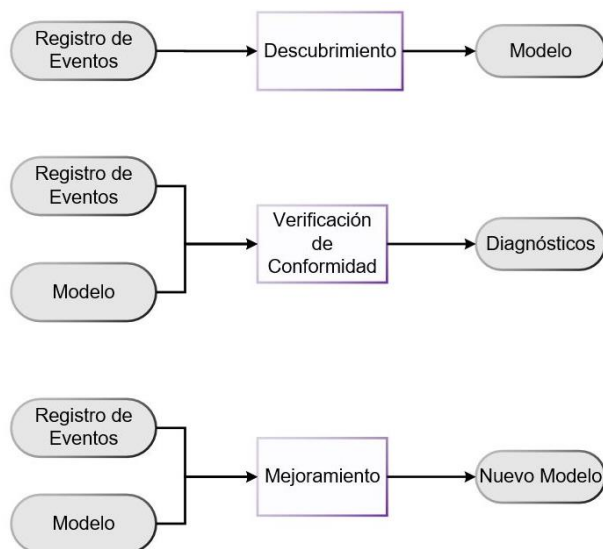 Registro de
Eventos
Descubrimiento
Modelo
Registro de
Eventos
Modelo
Verificación
de
Conformidad
Diagnósticos
Registro de
Eventos
Modelo
Mejoramiento
Nuevo Modelo